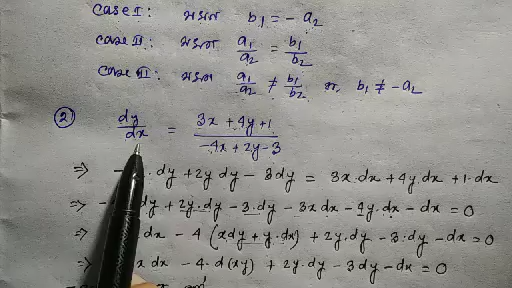 Case I: যখন b₁ = - a₂
Case II: যখন a₁/a₂ = b₁/b₂
Case III: যখন a₁/a₂ ≠ b₁/b₂ বা, b₁ ≠ - a₂
② dy/dx = 3x + 4y + 1 / -4x + 2y - 3
⇒ - . dy + 2y dy - 3dy = 3x.dx + 4y.dx + 1.dx
⇒ - dy + 2y.dy - 3.dy - 3x dx - 4y.dx - dx = 0
⇒ dx - 4 (xdy + y.dx) + 2y.dy - 3.dy - dx = 0
⇒ x dx - 4.d(xy) + 2y.dy - 3dy - dx = 0